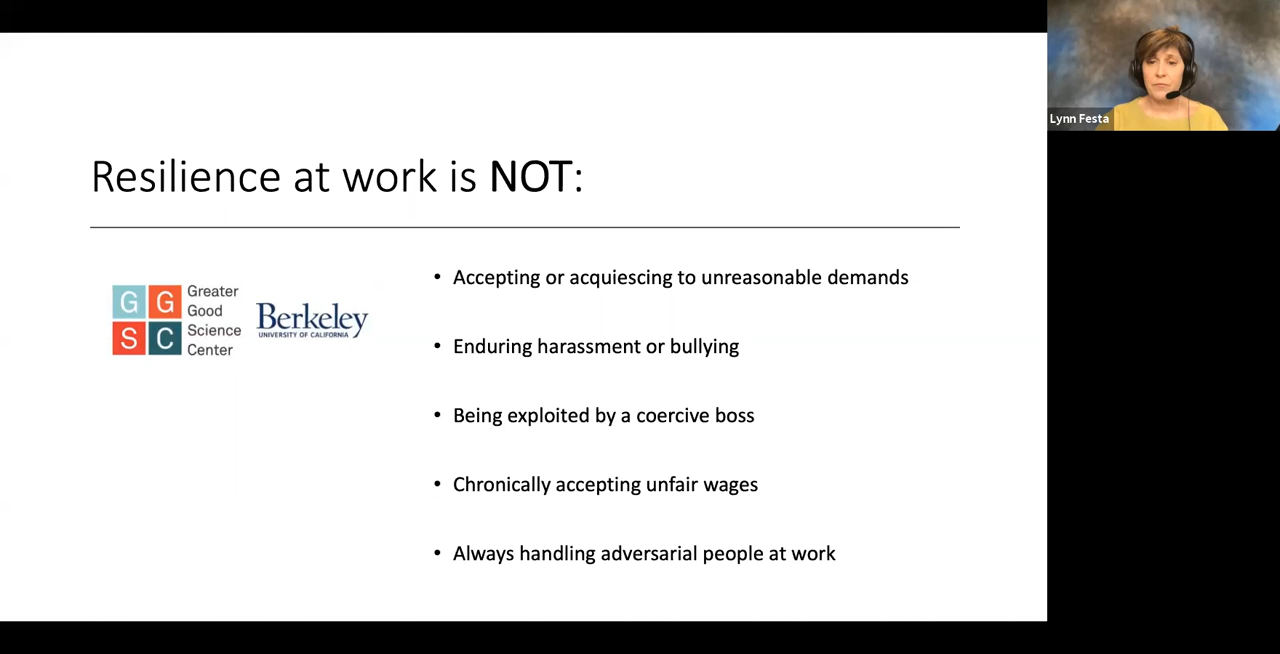 Lynn Festa
Resilience at work is NOT:
G G
S C
Greater
Good
Science
Center
Berkeley
UNIVERSITY OF CALIFORNIA
• Accepting or acquiescing to unreasonable demands
• Enduring harassment or bullying
• Being exploited by a coercive boss
• Chronically accepting unfair wages
• Always handling adversarial people at work